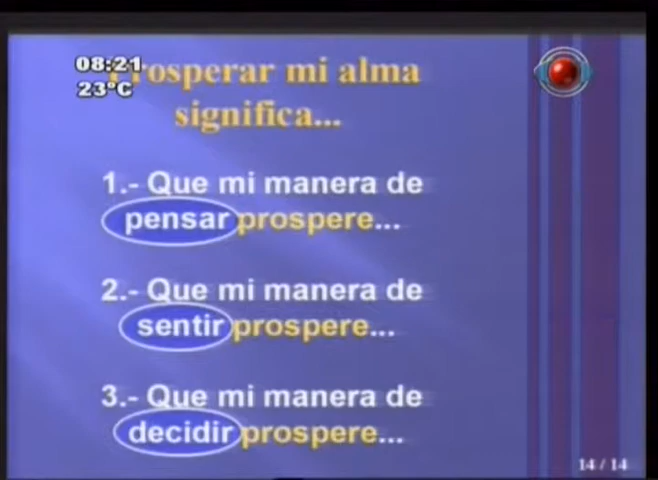 08:21
23°C
Prosperar mi alma
significa...
1.- Que mi manera de
pensar prospere...
2.- Que mi manera de
sentir prospere...
3.- Que mi manera de
decidir prospere...
14 / 14